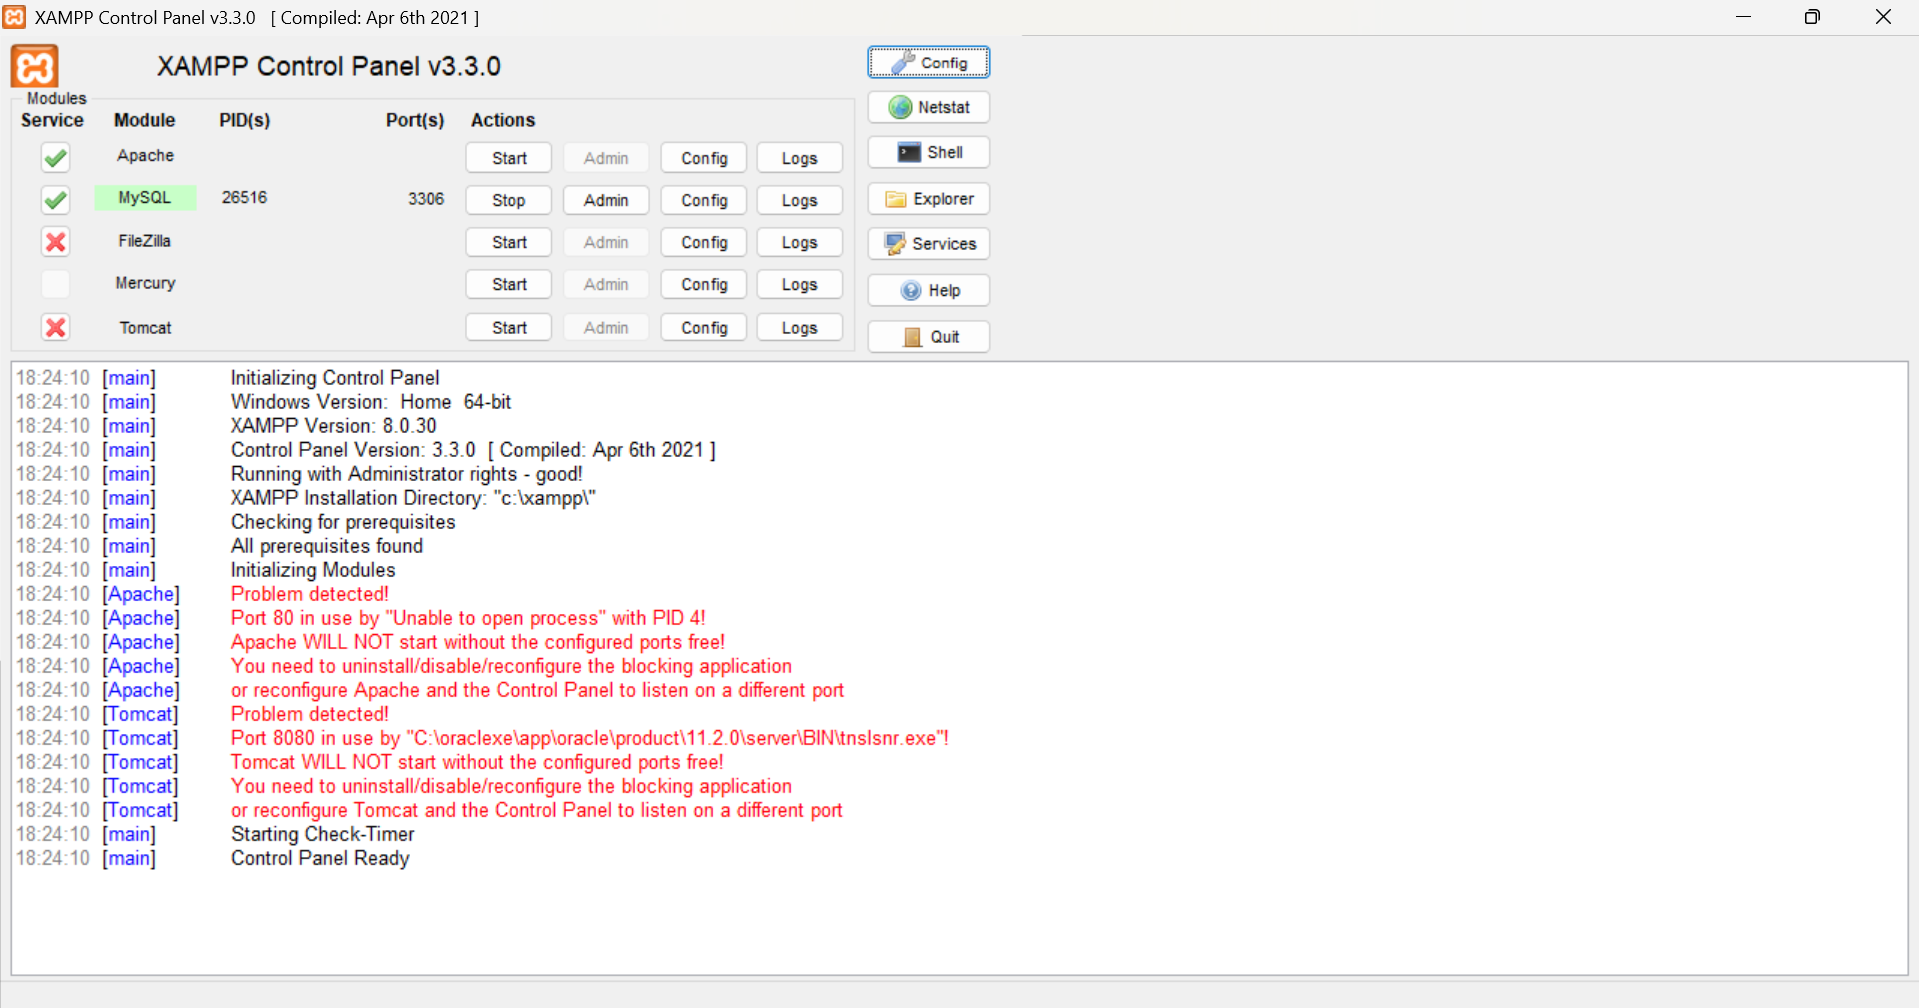 XAMPP Control Panel v3.3.0 [ Compiled: Apr 6th 2021 ]
XAMPP Control Panel v3.3.0
Config
Netstat
Shell
Explorer
Services
Help
Quit
Modules
Service Module PID(s) Port(s) Actions
Apache Start Admin Config Logs
MySQL 26516 3306 Stop Admin Config Logs
FileZilla Start Admin Config Logs
Mercury Start Admin Config Logs
Tomcat Start Admin Config Logs
18:24:10 [main] Initializing Control Panel
18:24:10 [main] Windows Version: Home 64-bit
18:24:10 [main] XAMPP Version: 8.0.30
18:24:10 [main] Control Panel Version: 3.3.0 [ Compiled: Apr 6th 2021 ]
18:24:10 [main] Running with Administrator rights - good!
18:24:10 [main] XAMPP Installation Directory: "c:\xampp\"
18:24:10 [main] Checking for prerequisites
18:24:10 [main] All prerequisites found
18:24:10 [main] Initializing Modules
18:24:10 [Apache] Problem detected!
18:24:10 [Apache] Port 80 in use by "Unable to open process" with PID 4!
18:24:10 [Apache] Apache WILL NOT start without the configured ports free!
18:24:10 [Apache] You need to uninstall/disable/reconfigure the blocking application
18:24:10 [Apache] or reconfigure Apache and the Control Panel to listen on a different port
18:24:10 [Tomcat] Problem detected!
18:24:10 [Tomcat] Port 8080 in use by "C:\oraclexe\app\oracle\product\11.2.0\server\BIN\tnslsnr.exe"!
18:24:10 [Tomcat] Tomcat WILL NOT start without the configured ports free!
18:24:10 [Tomcat] You need to uninstall/disable/reconfigure the blocking application
18:24:10 [Tomcat] or reconfigure Tomcat and the Control Panel to listen on a different port
18:24:10 [main] Starting Check-Timer
18:24:10 [main] Control Panel Ready